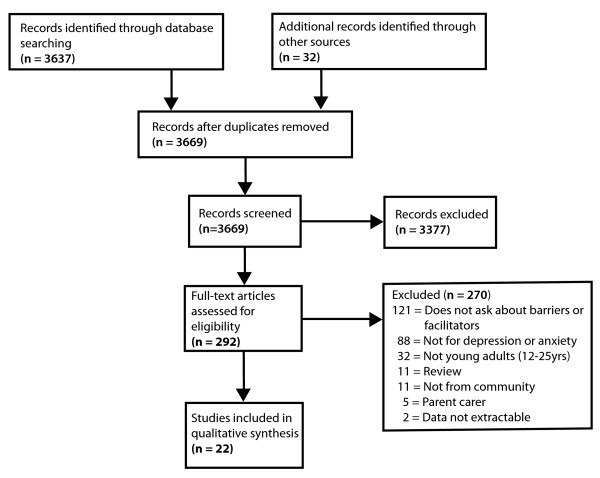 Records identified through database
searching
(n = 3637)
Additional records identified through
other sources
(n = 32)
Records after duplicates removed
(n = 3669)
Records screened
(n=3669)
Records excluded
(n = 3377)
Full-text articles
assessed for
eligibility
(n = 292)
Excluded (n = 270)
121 = Does not ask about barriers or
facilitators
88 = Not for depression or anxiety
32 = Not young adults (12-25yrs)
11 = Review
11 = Not from community
5 = Parent carer
2 = Data not extractable
Studies included in
qualitative synthesis
(n = 22)